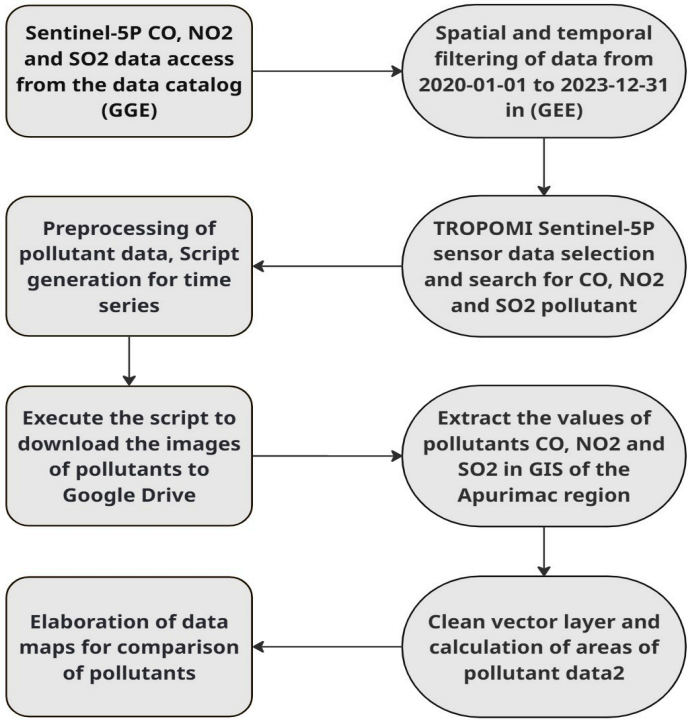 Sentinel-5P CO, NO2
and SO2 data access
from the data catalog
(GGE)
Spatial and temporal
filtering of data from
2020-01-01 to 2023-12-31
in (GEE)
TROPOMI Sentinel-5P
sensor data selection
and search for CO, NO2
and SO2 pollutant
Preprocessing of
pollutant data, Script
generation for time
series
Execute the script to
download the images
of pollutants to
Google Drive
Extract the values of
pollutants CO, NO2 and
SO2 in GIS of the
Apurimac region
Clean vector layer and
calculation of areas of
pollutant data2
Elaboration of data
maps for comparison
of pollutants